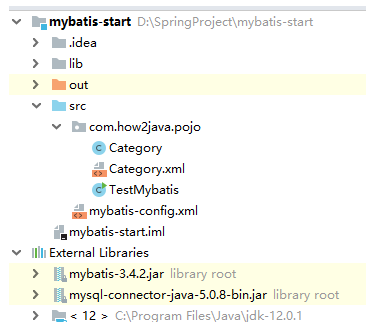 mybatis-start D:\SpringProject\mybatis-start
.idea
lib
out
src
com.how2java.pojo
Category
Category.xml
TestMybatis
mybatis-config.xml
mybatis-start.iml
External Libraries
mybatis-3.4.2.jar library root
mysql-connector-java-5.0.8-bin.jar library root
< 12 > C:\Program Files\Java\jdk-12.0.1